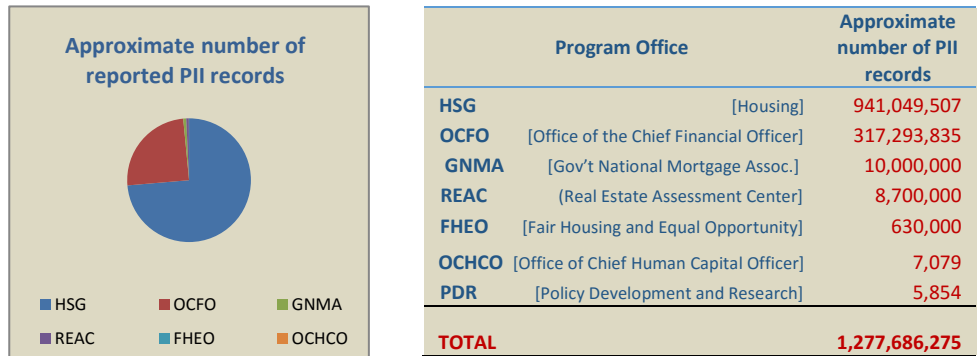 Approximate number of
reported PII records
HSG OCFO GNMA
REAC FHEO OCHCO
Program Office
Approximate
number of PII
records
HSG [Housing] 941,049,507
OCFO [Office of the Chief Financial Officer] 317,293,835
GNMA [Gov’t National Mortgage Assoc.] 10,000,000
REAC (Real Estate Assessment Center] 8,700,000
FHEO [Fair Housing and Equal Opportunity] 630,000
OCHCO [Office of Chief Human Capital Officer] 7,079
PDR [Policy Development and Research] 5,854
TOTAL 1,277,686,275